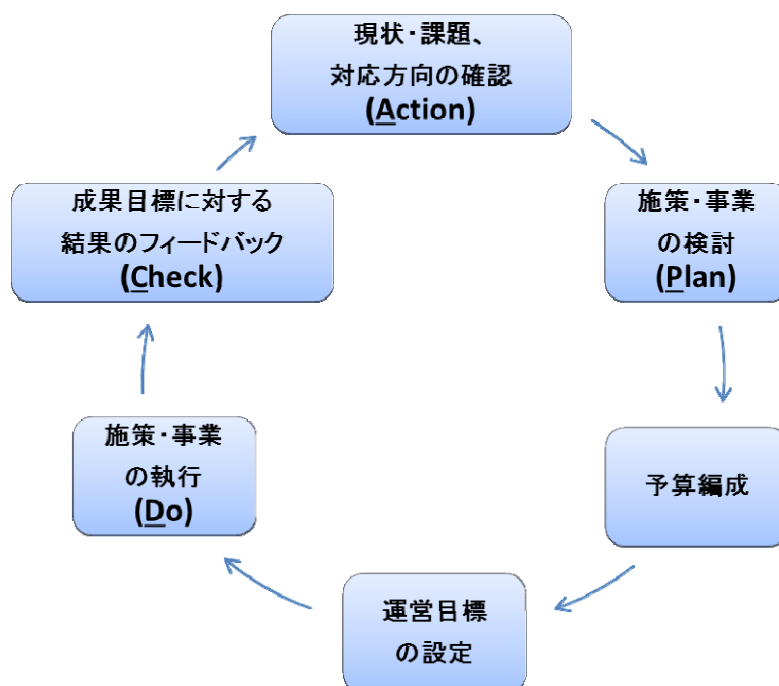 現状・課題、
対応方向の確認
(Action)
施策・事業
の検討
(Plan)
予算編成
運営目標
の設定
施策・事業
の執行
(Do)
成果目標に対する
結果のフィードバック
(Check)